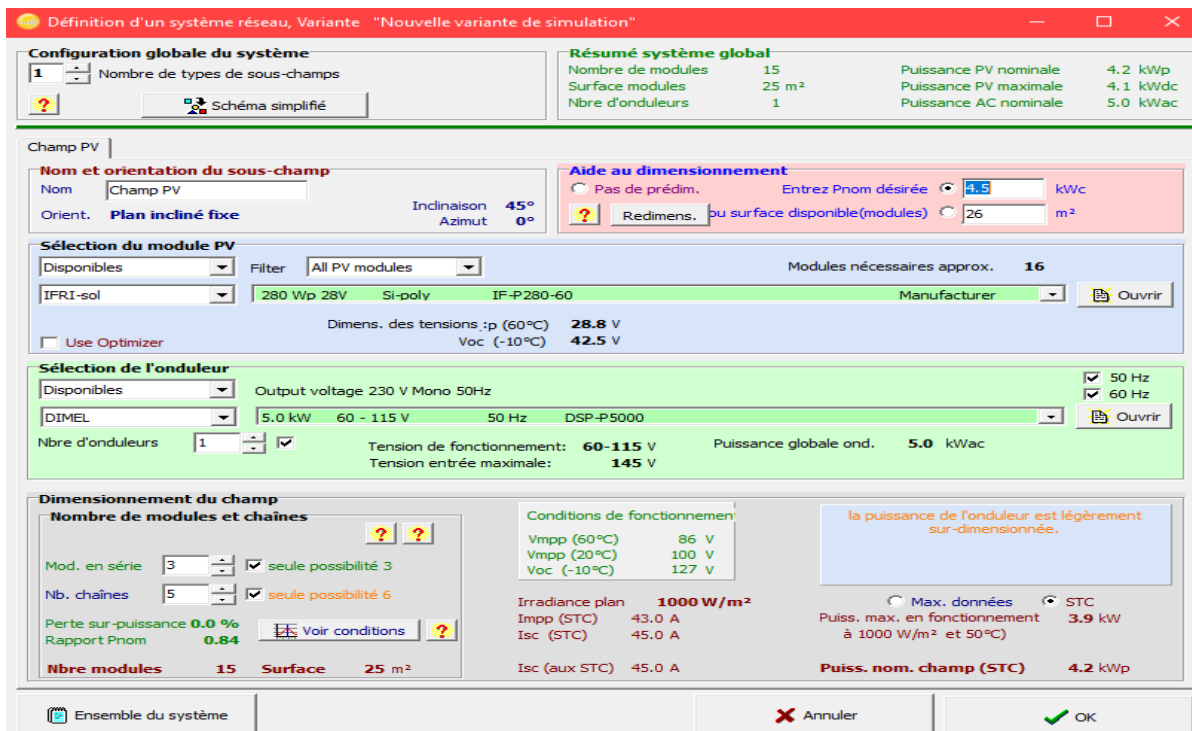 Définition d'un système réseau, Variante "Nouvelle variante de simulation"
Configuration globale du système
1 Nombre de types de sous-champs
? Schéma simplifié
Résumé système global
Nombre de modules 15 Puissance PV nominale 4.2 kWp
Surface modules 25 m² Puissance PV maximale 4.1 kWdc
Nbre d'onduleurs 1 Puissance AC nominale 5.0 kWac
Champ PV
Nom et orientation du sous-champ
Nom Champ PV
Orient. Plan incliné fixe Inclinaison 45°
Azimut 0°
Aide au dimensionnement
Pas de prédim. Entrez Pnom désirée 4.5 kWc
? Redimens. ou surface disponible(modules) 26 m²
Sélection du module PV
Disponibles Filter All PV modules Modules nécessaires approx. 16
IFRI-sol 280 Wp 28V Si-poly IF-P280-60 Manufacturer Ouvrir
Dimens. des tensions :p (60°C) 28.8 V
Use Optimizer Voc (-10°C) 42.5 V
Sélection de l'onduleur
Disponibles Output voltage 230 V Mono 50Hz 50 Hz
60 Hz
DIMEL 5.0 kW 60 - 115 V 50 Hz DSP-P5000 Ouvrir
Nbre d'onduleurs 1 Tension de fonctionnement: 60-115 V Puissance globale ond. 5.0 kWac
Tension entrée maximale: 145 V
Dimensionnement du champ
Nombre de modules et chaînes
? ?
Mod. en série 3 seule possibilité 3
Nb. chaînes 5 seule possibilité 6
Perte sur-puissance 0.0 %
Rapport Pnom 0.84 Voir conditions ?
Nbre modules 15 Surface 25 m²
Conditions de fonctionnemen
Vmpp (60°C) 86 V
Vmpp (20°C) 100 V
Voc (-10°C) 127 V
Irradiance plan 1000 W/m²
Impp (STC) 43.0 A
Isc (STC) 45.0 A
Isc (aux STC) 45.0 A
la puissance de l'onduleur est légèrement
sur-dimensionnée.
Max. données STC
Puiss. max. en fonctionnement 3.9 kW
à 1000 W/m² et 50°C)
Puiss. nom. champ (STC) 4.2 kWp
Ensemble du système Annuler OK